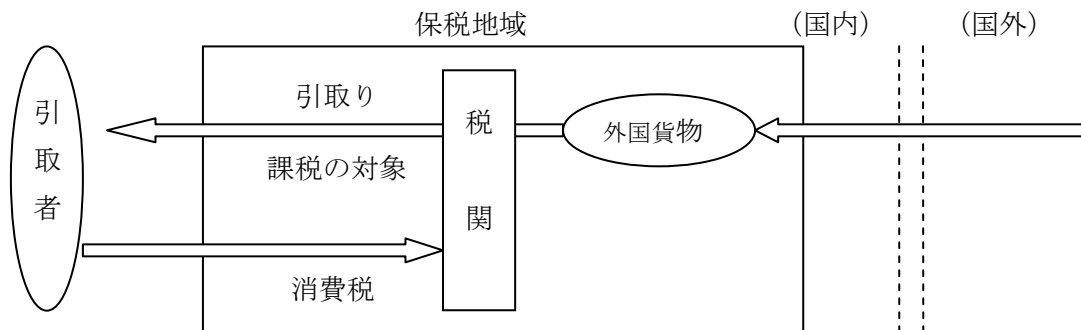 保税地域
（国内）
（国外）
引取者
引取り
税関
外国貨物
課税の対象
消費税